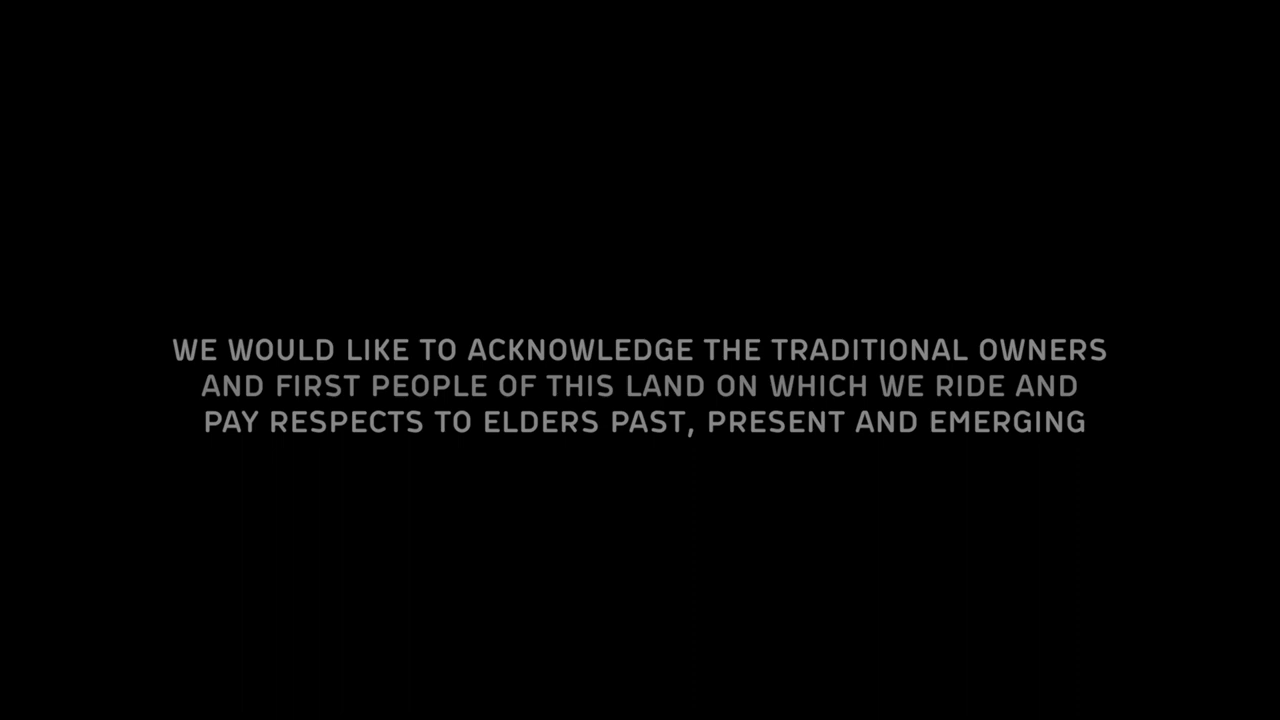 WE WOULD LIKE TO ACKNOWLEDGE THE TRADITIONAL OWNERS
AND FIRST PEOPLE OF THIS LAND ON WHICH WE RIDE AND
PAY RESPECTS TO ELDERS PAST, PRESENT AND EMERGING